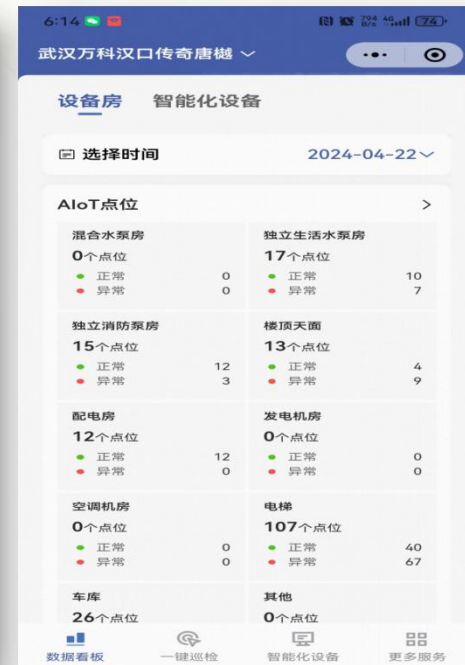 6:14 74
武汉万科汉口传奇唐樾
设备房 智能化设备
选择时间 2024-04-22
AIoT点位 >
混合水泵房 独立生活水泵房
0个点位 17个点位
正常 0 正常 10
异常 0 异常 7
独立消防泵房 楼顶天面
15个点位 13个点位
正常 12 正常 4
异常 3 异常 9
配电房 发电机房
12个点位 0个点位
正常 12 正常 0
异常 0 异常 0
空调机房 电梯
0个点位 107个点位
正常 0 正常 40
异常 0 异常 67
车库 其他
26个点位 0个点位
数据看板 一键巡检 智能化设备 更多服务